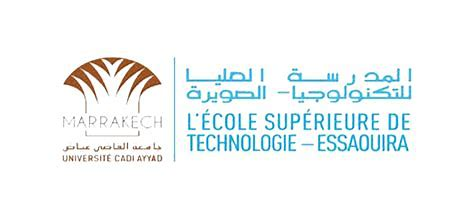 MARRAKECH
جامعة القاضي عياض
UNIVERSITÉ CADI AYYAD
المدرسة العليا
للتكنولوجيا - الصويرة
L'ÉCOLE SUPÉRIEURE DE
TECHNOLOGIE – ESSAOUIRA